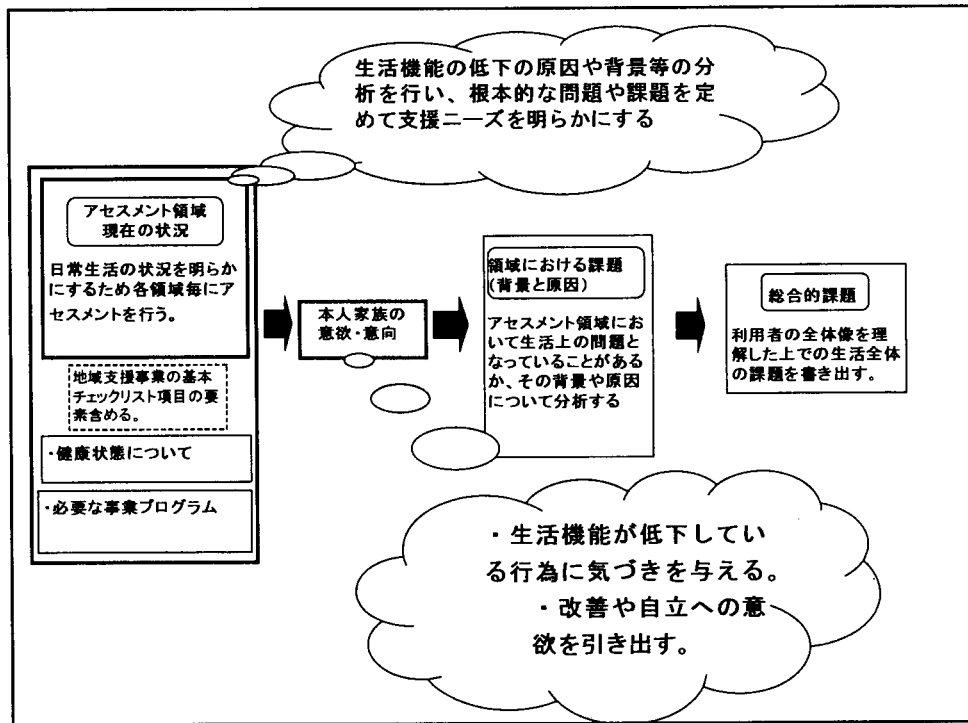 生活機能の低下の原因や背景等の分
析を行い、根本的な問題や課題を定
めて支援ニーズを明らかにする
アセスメント領域
現在の状況
日常生活の状況を明らか
にするため各領域毎にア
セスメントを行う。
地域支援事業の基本
チェックリスト項目の要
素含める。
・健康状態について
・必要な事業プログラム
本人家族の
意欲・意向
領域における課題
(背景と原因)
アセスメント領域にお
いて生活上の問題と
なっていることがある
か、その背景や原因
について分析する
総合的課題
利用者の全体像を理
解した上での生活全体
の課題を書き出す。
・生活機能が低下してい
る行為に気づきを与える。
・改善や自立への意
欲を引き出す。